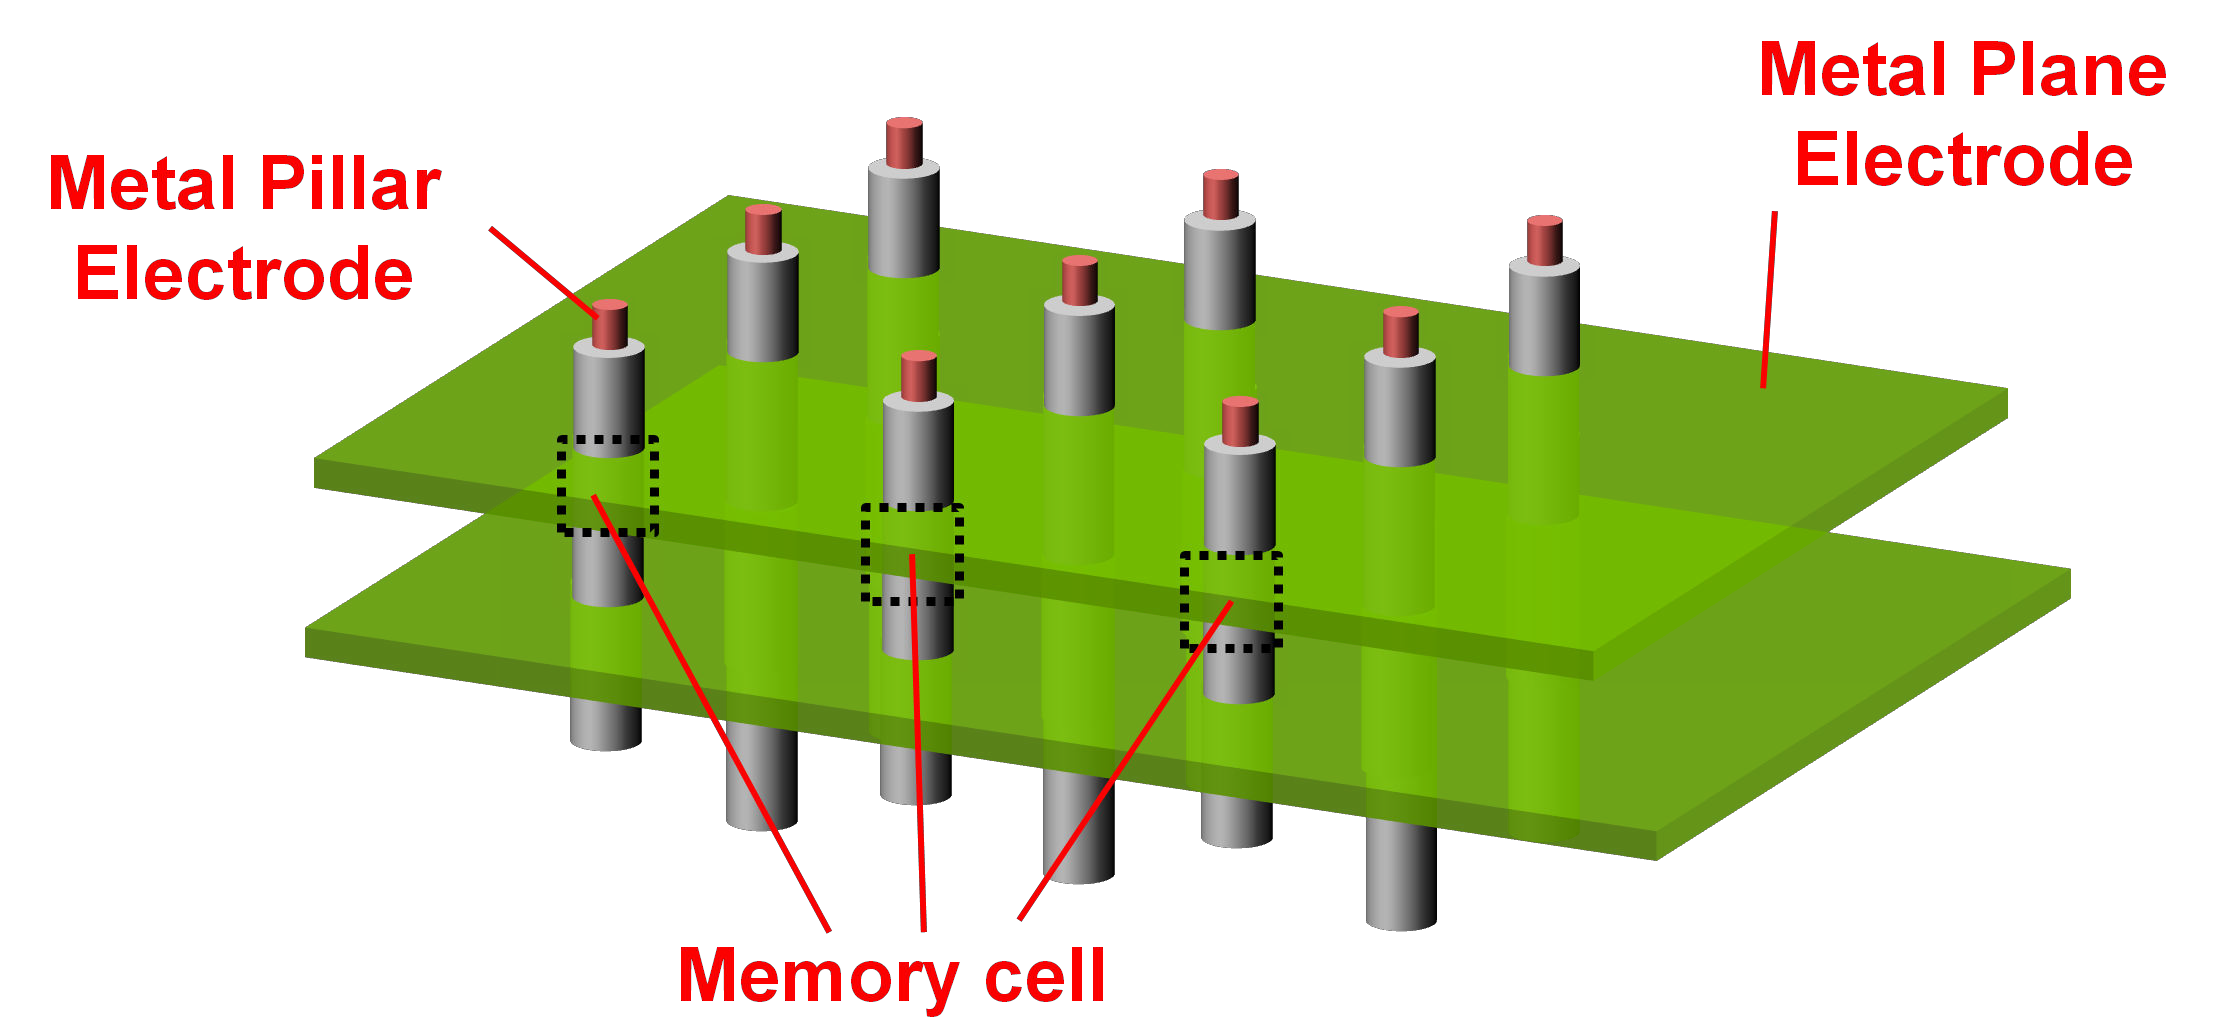 Metal Plane
Electrode
Metal Pillar
Electrode
Memory cell